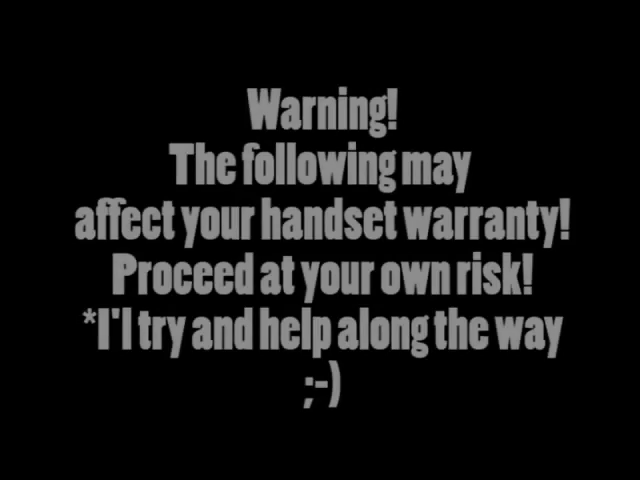 Warning!
The following may
affect your handset warranty!
Proceed at your own risk!
*I'l try and help along the way
;-)